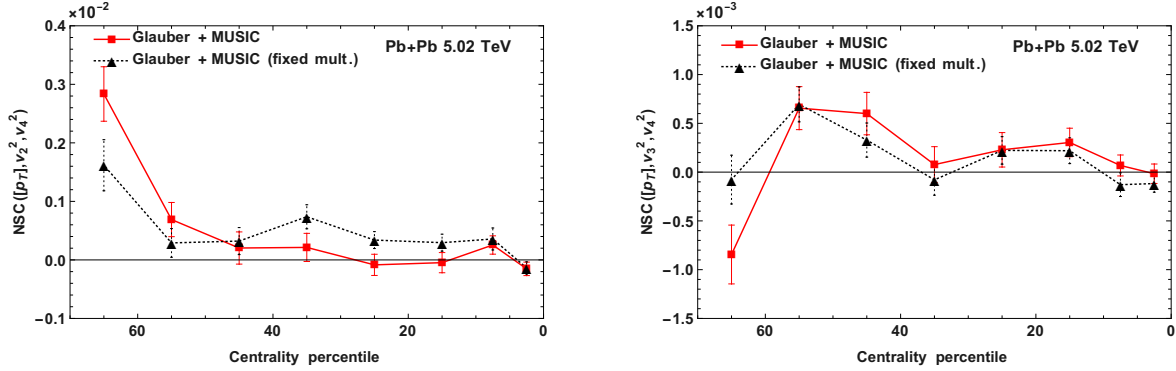 ×10⁻²
0.4
0.3
0.2
0.1
0.0
−0.1
NSC([p_T],v_2^2,v_4^2)
Glauber + MUSIC
Glauber + MUSIC (fixed mult.)
Pb+Pb 5.02 TeV
60 40 20 0
Centrality percentile
×10⁻³
1.5
1.0
0.5
0.0
−0.5
−1.0
−1.5
NSC([p_T],v_3^2,v_4^2)
Glauber + MUSIC
Glauber + MUSIC (fixed mult.)
Pb+Pb 5.02 TeV
80 60 40 20 0
Centrality percentile